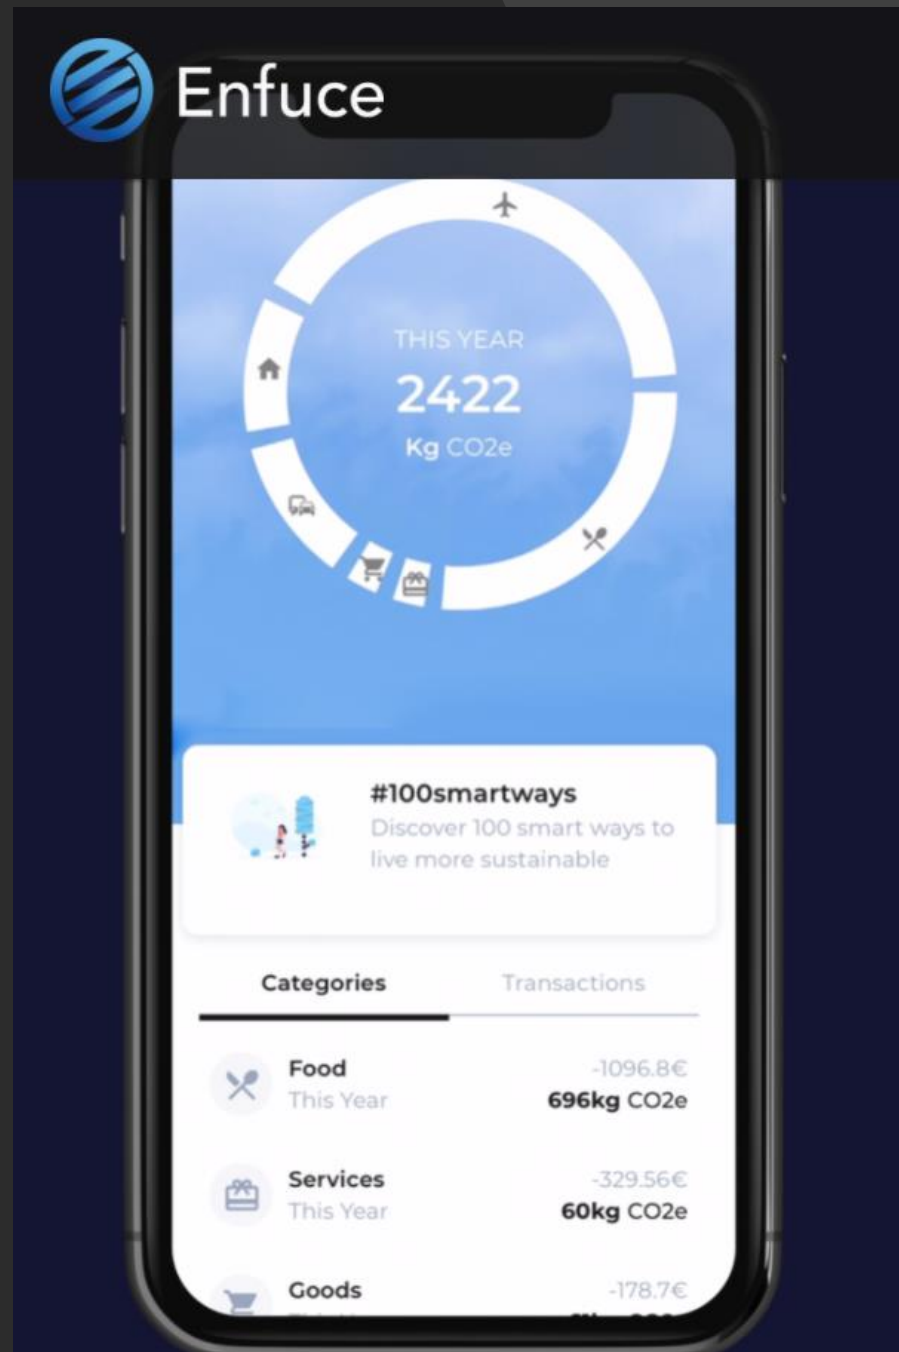 Enfuce
THIS YEAR
2422
Kg CO2e
#100smartways
Discover 100 smart ways to
live more sustainable
Categories Transactions
Food -1096.8€
This Year 696kg CO2e
Services -329.56€
This Year 60kg CO2e
Goods -178.7€